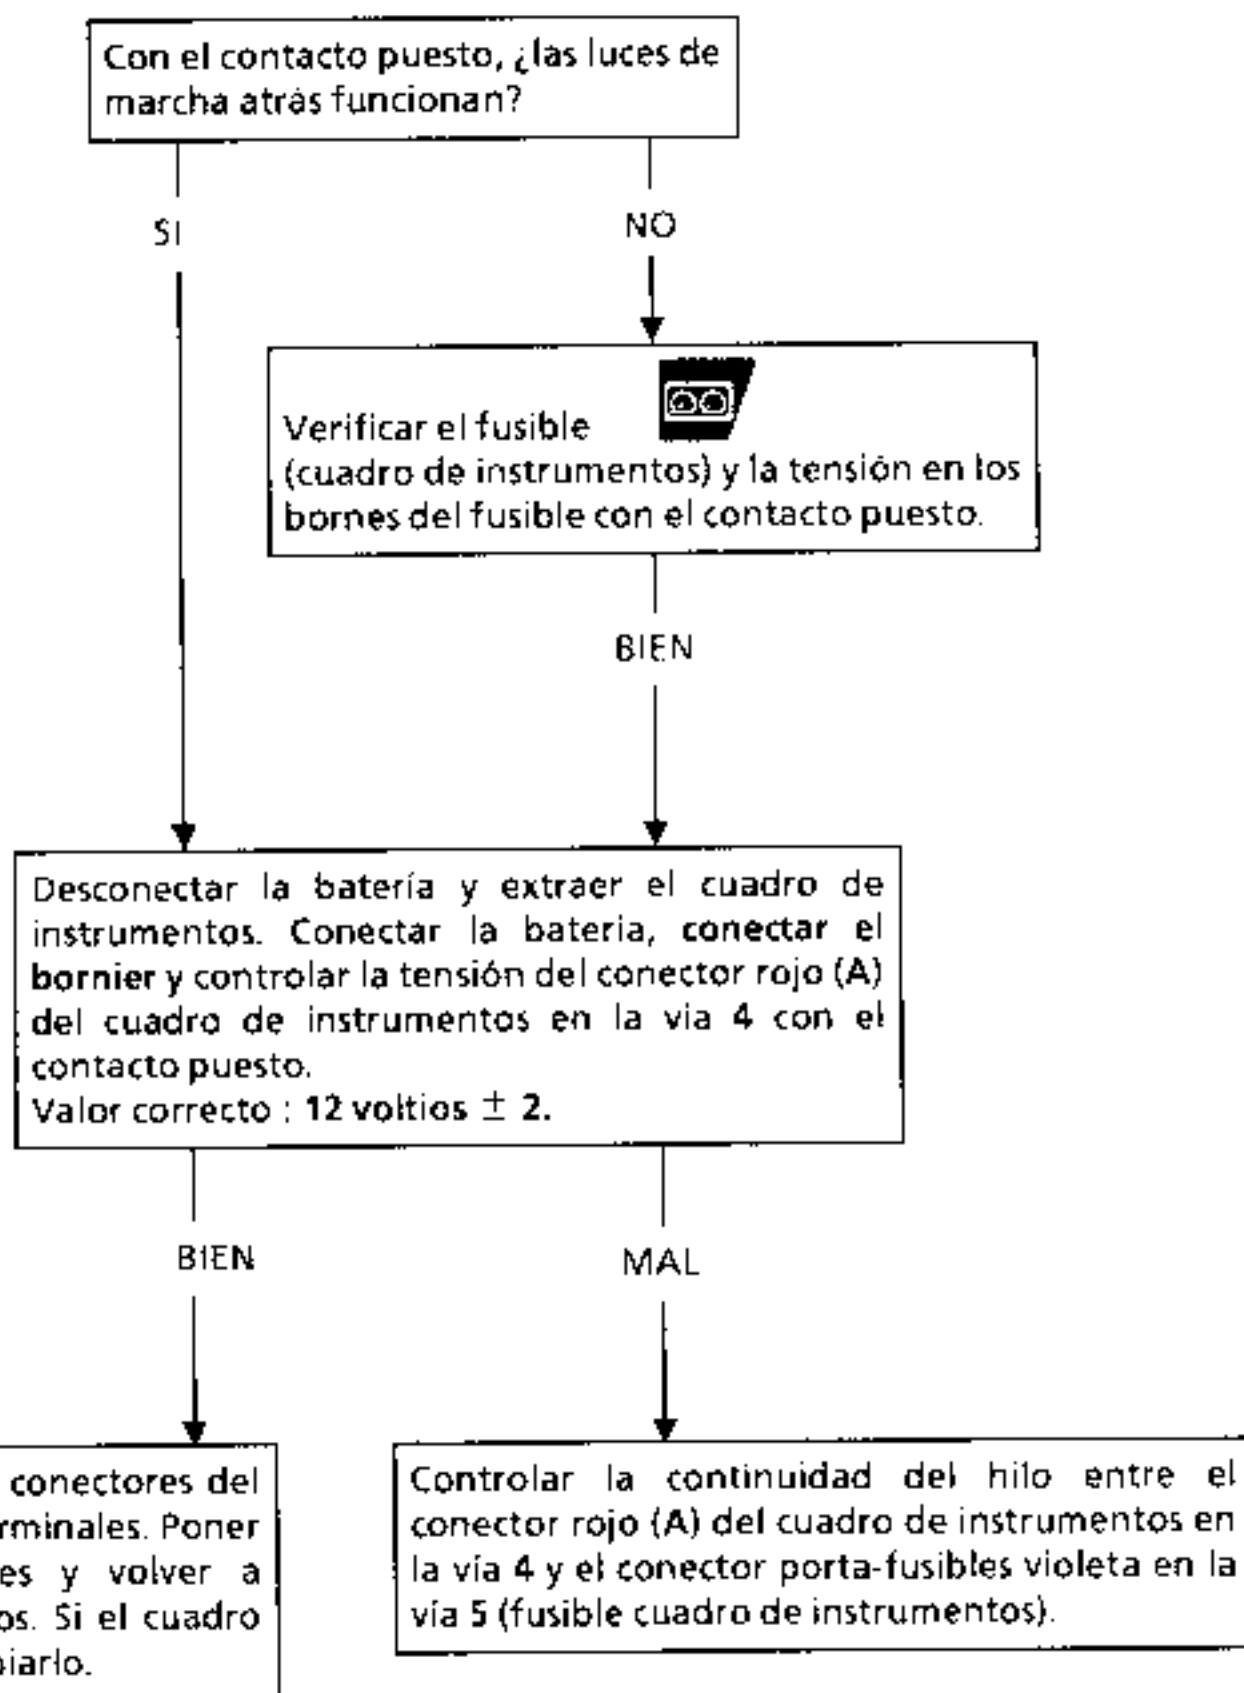 Con el contacto puesto, ¿las luces de
marcha atrás funcionan?
SI
NO
Verificar el fusible
(cuadro de instrumentos) y la tensión en los
bornes del fusible con el contacto puesto.
BIEN
Desconectar la batería y extraer el cuadro de
instrumentos. Conectar la bateria, conectar el
bornier y controlar la tensión del conector rojo (A)
del cuadro de instrumentos en la via 4 con el
contacto puesto.
Valor correcto : 12 voltios ± 2.
BIEN
MAL
conectores del
rminales. Poner
es y volver a
os. Si el cuadro
biarlo.
Controlar la continuidad del hilo entre el
conector rojo (A) del cuadro de instrumentos en
la vía 4 y el conector porta-fusibles violeta en la
vía 5 (fusible cuadro de instrumentos).